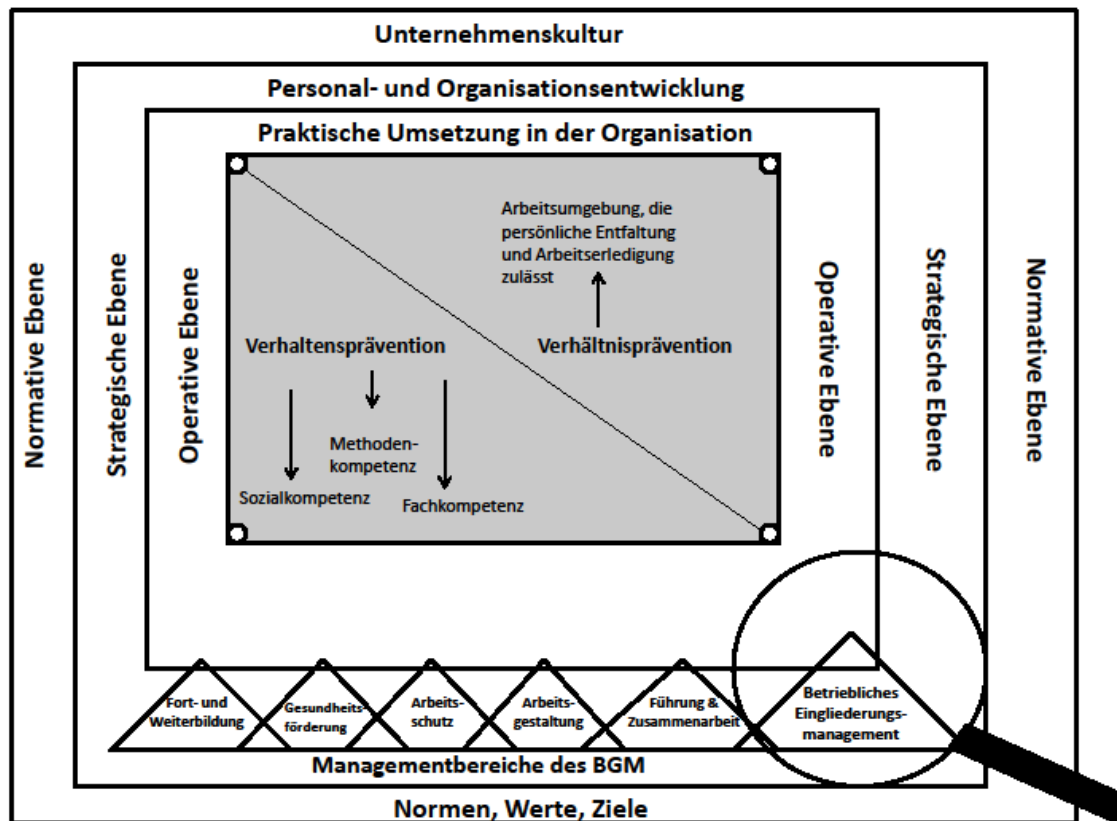 Unternehmenskultur
Personal- und Organisationsentwicklung
Praktische Umsetzung in der Organisation
Normative Ebene
Strategische Ebene
Operative Ebene
Arbeitsumgebung, die
persönliche Entfaltung
und Arbeitserledigung
zulässt
Verhaltensprävention
Verhältnisprävention
Methoden-
kompetenz
Sozialkompetenz
Fachkompetenz
Operative Ebene
Strategische Ebene
Normative Ebene
Fort- und
Weiterbildung
Gesundheits-
förderung
Arbeits-
schutz
Arbeits-
gestaltung
Führung &
Zusammenarbeit
Betriebliches
Eingliederungs-
management
Managementbereiche des BGM
Normen, Werte, Ziele